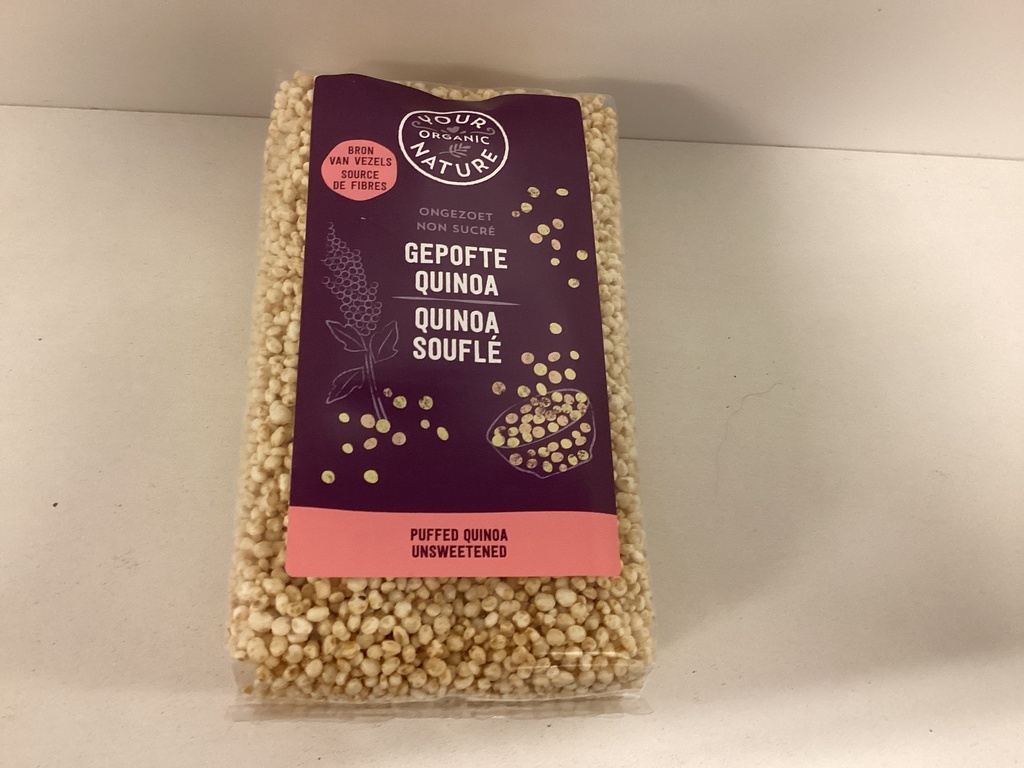 YOUR
ORGANIC
NATURE
BRON
VAN VEZELS
SOURCE
DE FIBRES
ONGEZOET
NON SUCRÉ
GEPOFTE
QUINOA
QUINOA
SOUFLÉ
PUFFED QUINOA
UNSWEETENED